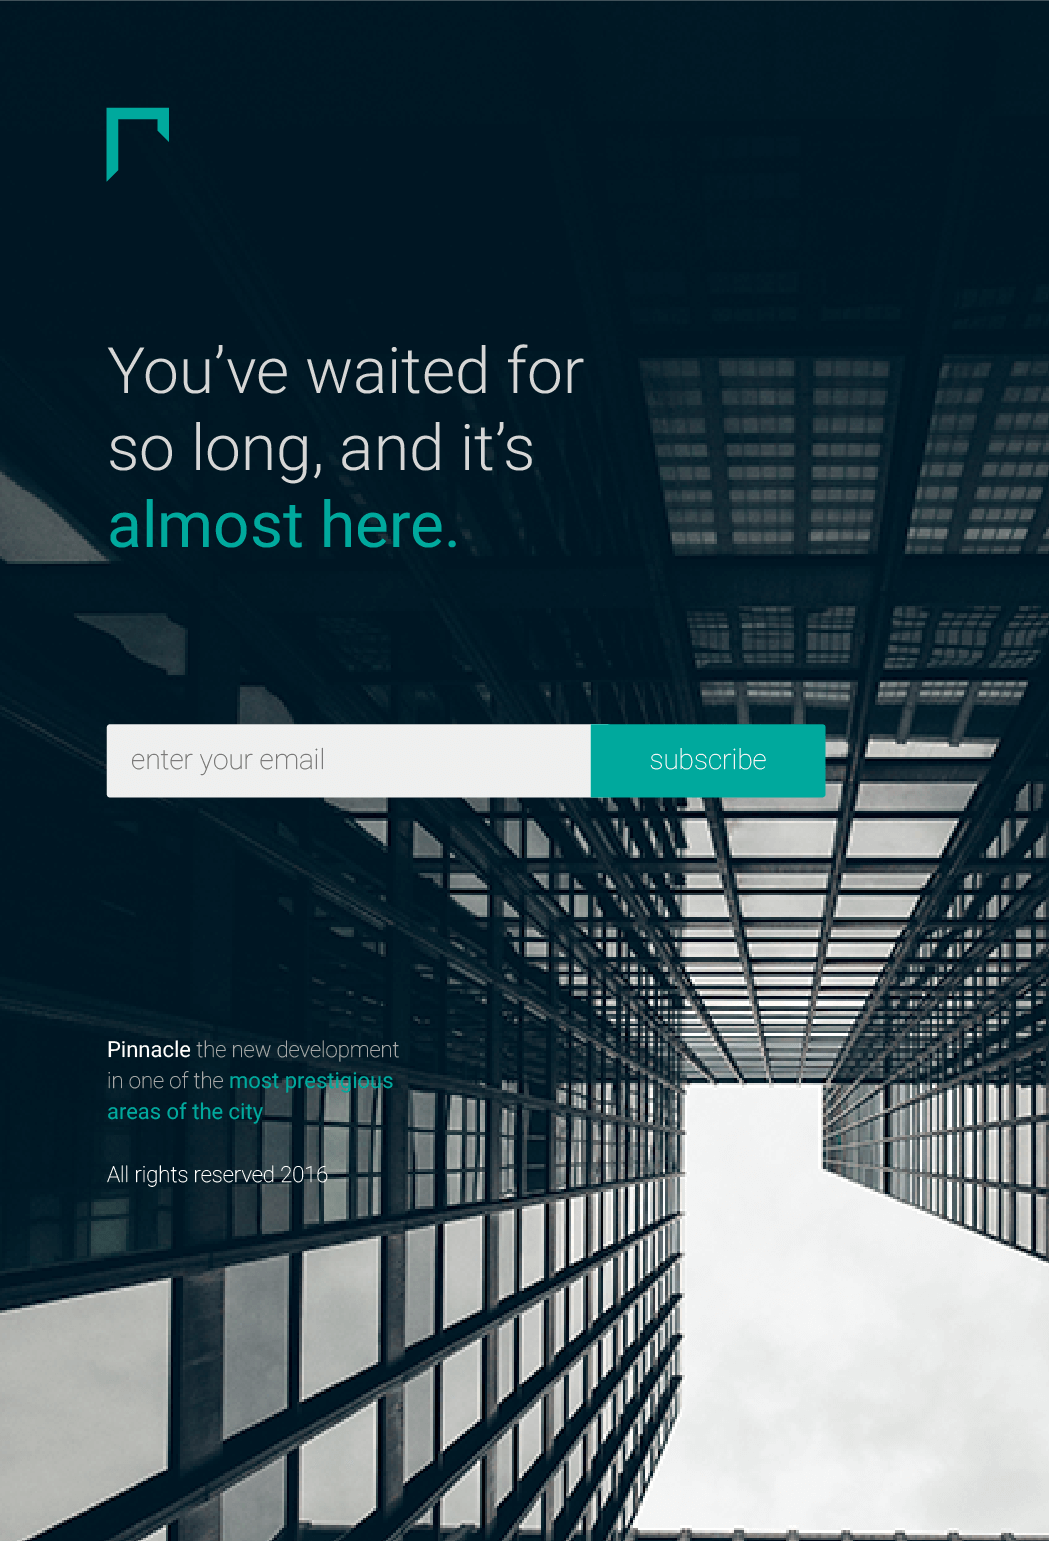 You’ve waited for
so long, and it’s
almost here.
enter your email
subscribe
Pinnacle the new development
in one of the most prestigious
areas of the city
All rights reserved 2016